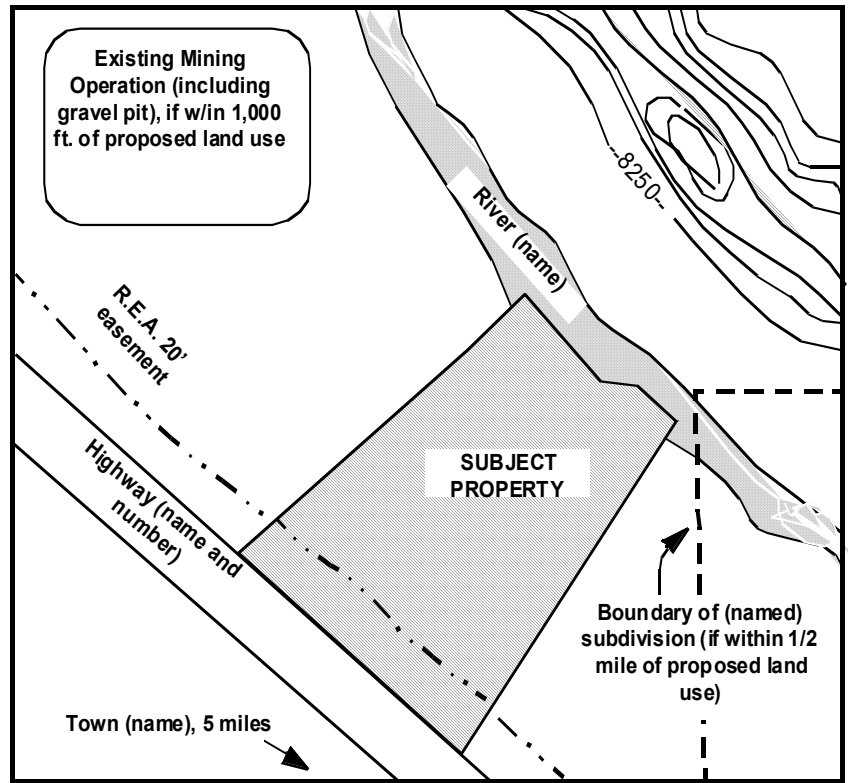 Existing Mining
Operation (including
gravel pit), if w/in 1,000
ft. of proposed land use
--8250--
River (name)
R.E.A. 20'
easement
Highway (name and
number)
SUBJECT
PROPERTY
Boundary of (named)
subdivision (if within 1/2
mile of proposed land
use)
Town (name), 5 miles